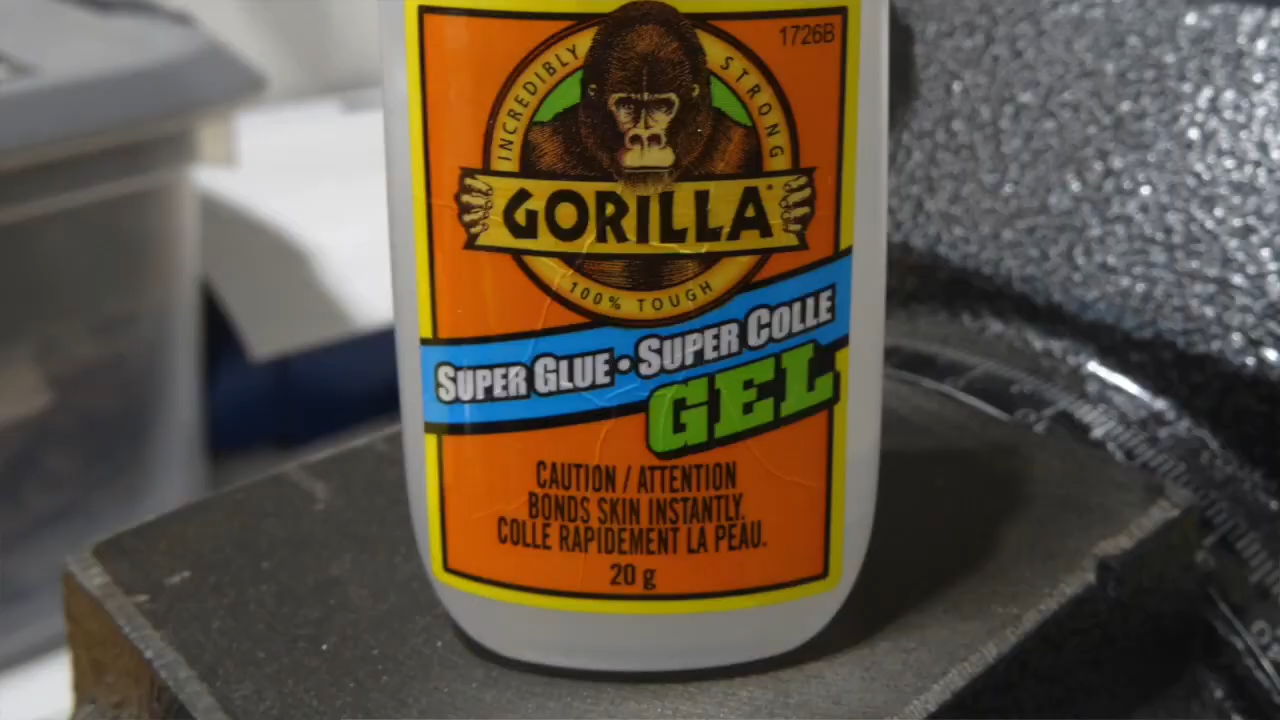 1726B
INCREDIBLY STRONG
GORILLA
100% TOUGH
SUPER GLUE • SUPER COLLE
GEL
CAUTION / ATTENTION
BONDS SKIN INSTANTLY.
COLLE RAPIDEMENT LA PEAU.
20 g